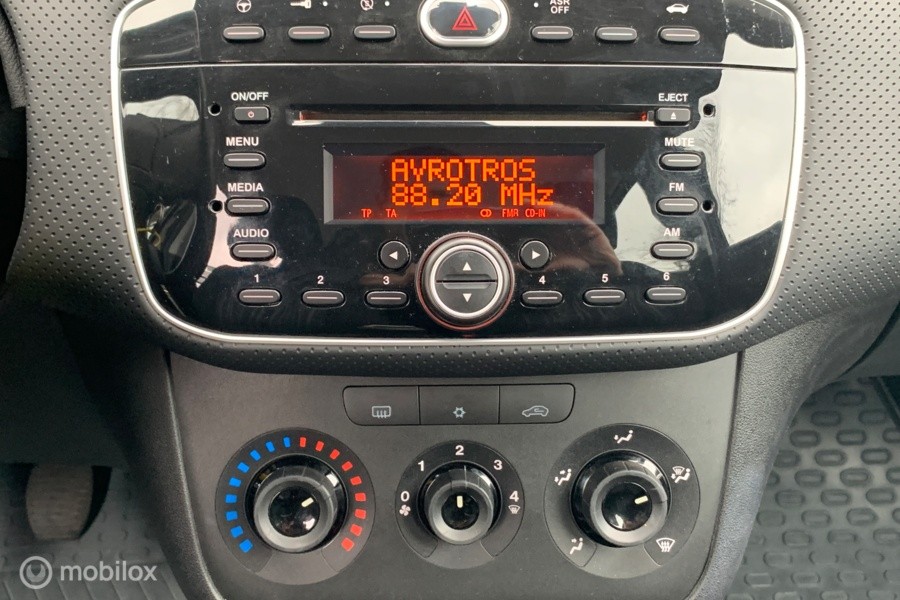 ASR
OFF
ON/OFF
EJECT
MENU
MUTE
AVROTROS
88.20 MHz
MEDIA
FM
TP TA CD FMA CD-IN
AUDIO
AM
1 2 3 4 5 6
0 1 2 3 4
mobilox